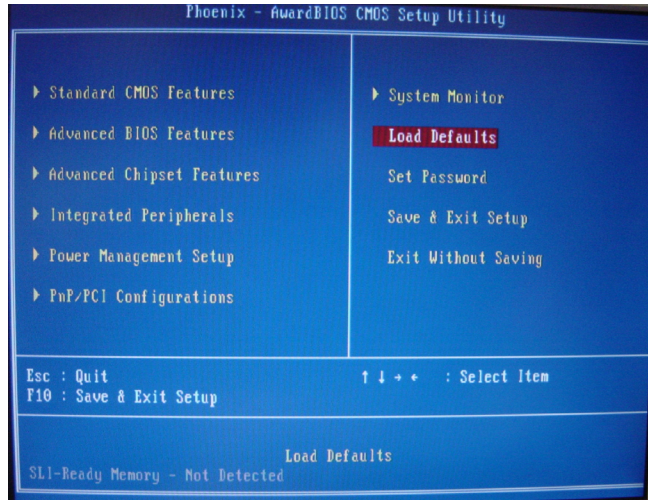 Phoenix - AwardBIOS CMOS Setup Utility
Standard CMOS Features
Advanced BIOS Features
Advanced Chipset Features
Integrated Peripherals
Power Management Setup
PnP/PCI Configurations
System Monitor
Load Defaults
Set Password
Save & Exit Setup
Exit Without Saving
Esc : Quit
F10 : Save & Exit Setup
↑ ↓ → ← : Select Item
Load Defaults
SLI-Ready Memory - Not Detected